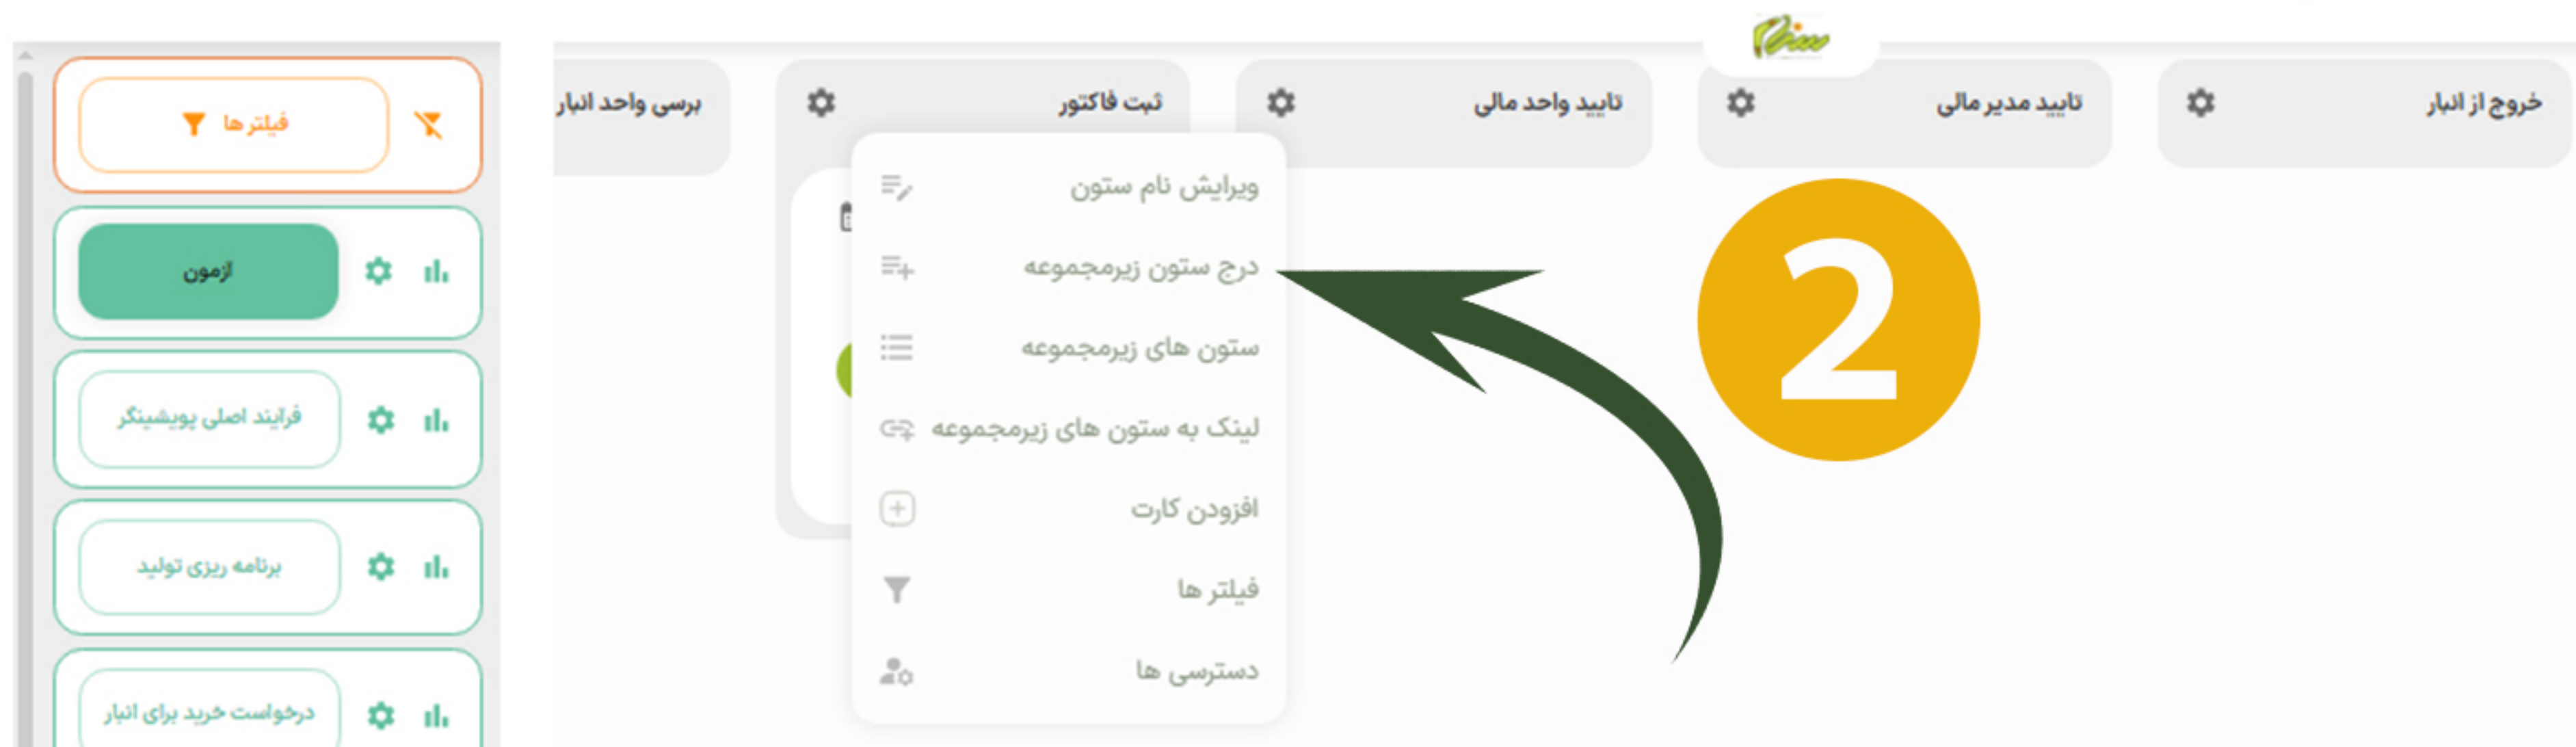 خروج از انبار
تایید مدیر مالی
تایید واحد مالی
ثبت فاکتور
برسی واحد انبار
ویرایش نام ستون
درج ستون زیرمجموعه
ستون های زیرمجموعه
لینک به ستون های زیرمجموعه
افزودن کارت
فیلتر ها
دسترسی ها
2
فیلتر ها
آزمون
فرآیند اصلی پویشینگر
برنامه ریزی تولید
درخواست خرید برای انبار